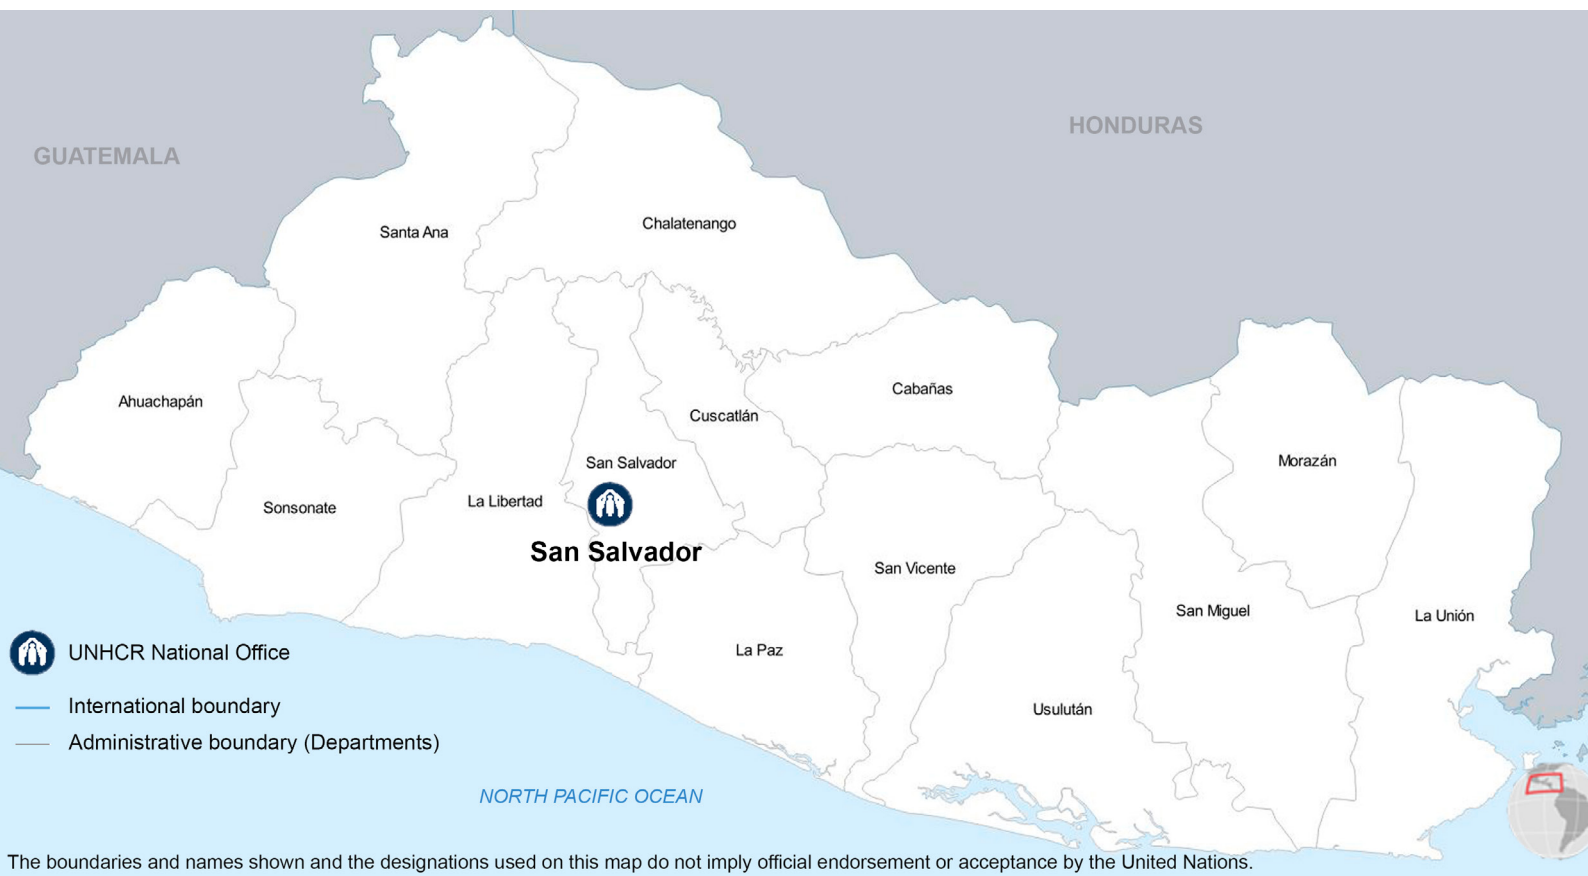 HONDURAS
GUATEMALA
Chalatenango
Santa Ana
Cabañas
Ahuachapán
Cuscatlán
Morazán
San Salvador
La Libertad
Sonsonate
San Salvador
San Vicente
San Miguel
La Unión
La Paz
UNHCR National Office
International boundary
Usulután
Administrative boundary (Departments)
NORTH PACIFIC OCEAN
The boundaries and names shown and the designations used on this map do not imply official endorsement or acceptance by the United Nations.